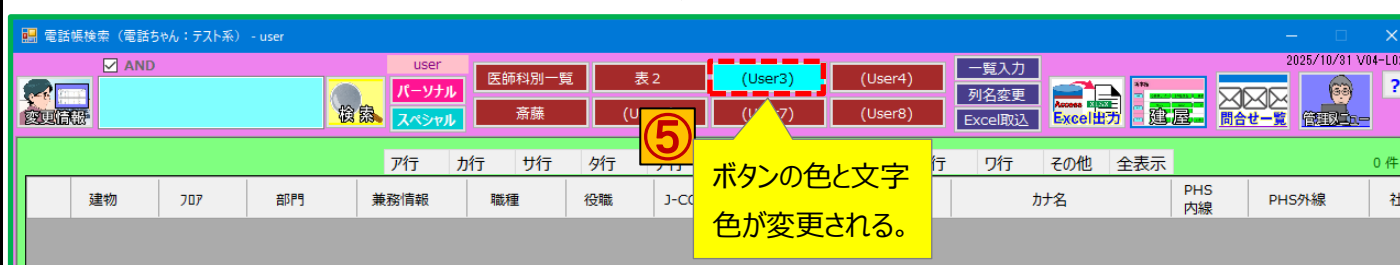 電話帳検索（電話ちゃん：テスト系） - user
2025/10/31 V04-L0
AND
変更情報
検索
user
パーソナル
スペシャル
医師科別一覧
表２
(User3)
(User4)
斎藤
(User8)
一覧入力
列名変更
Excel取込
Excel出力
建屋
問合せ一覧
管理メニュー
?
⑤
ボタンの色と文字
色が変更される。
ア行 カ行 サ行 タ行 ワ行 その他 全表示
0 件
建物 フロア 部門 兼務情報 職種 役職 カナ名 PHS
内線 PHS外線